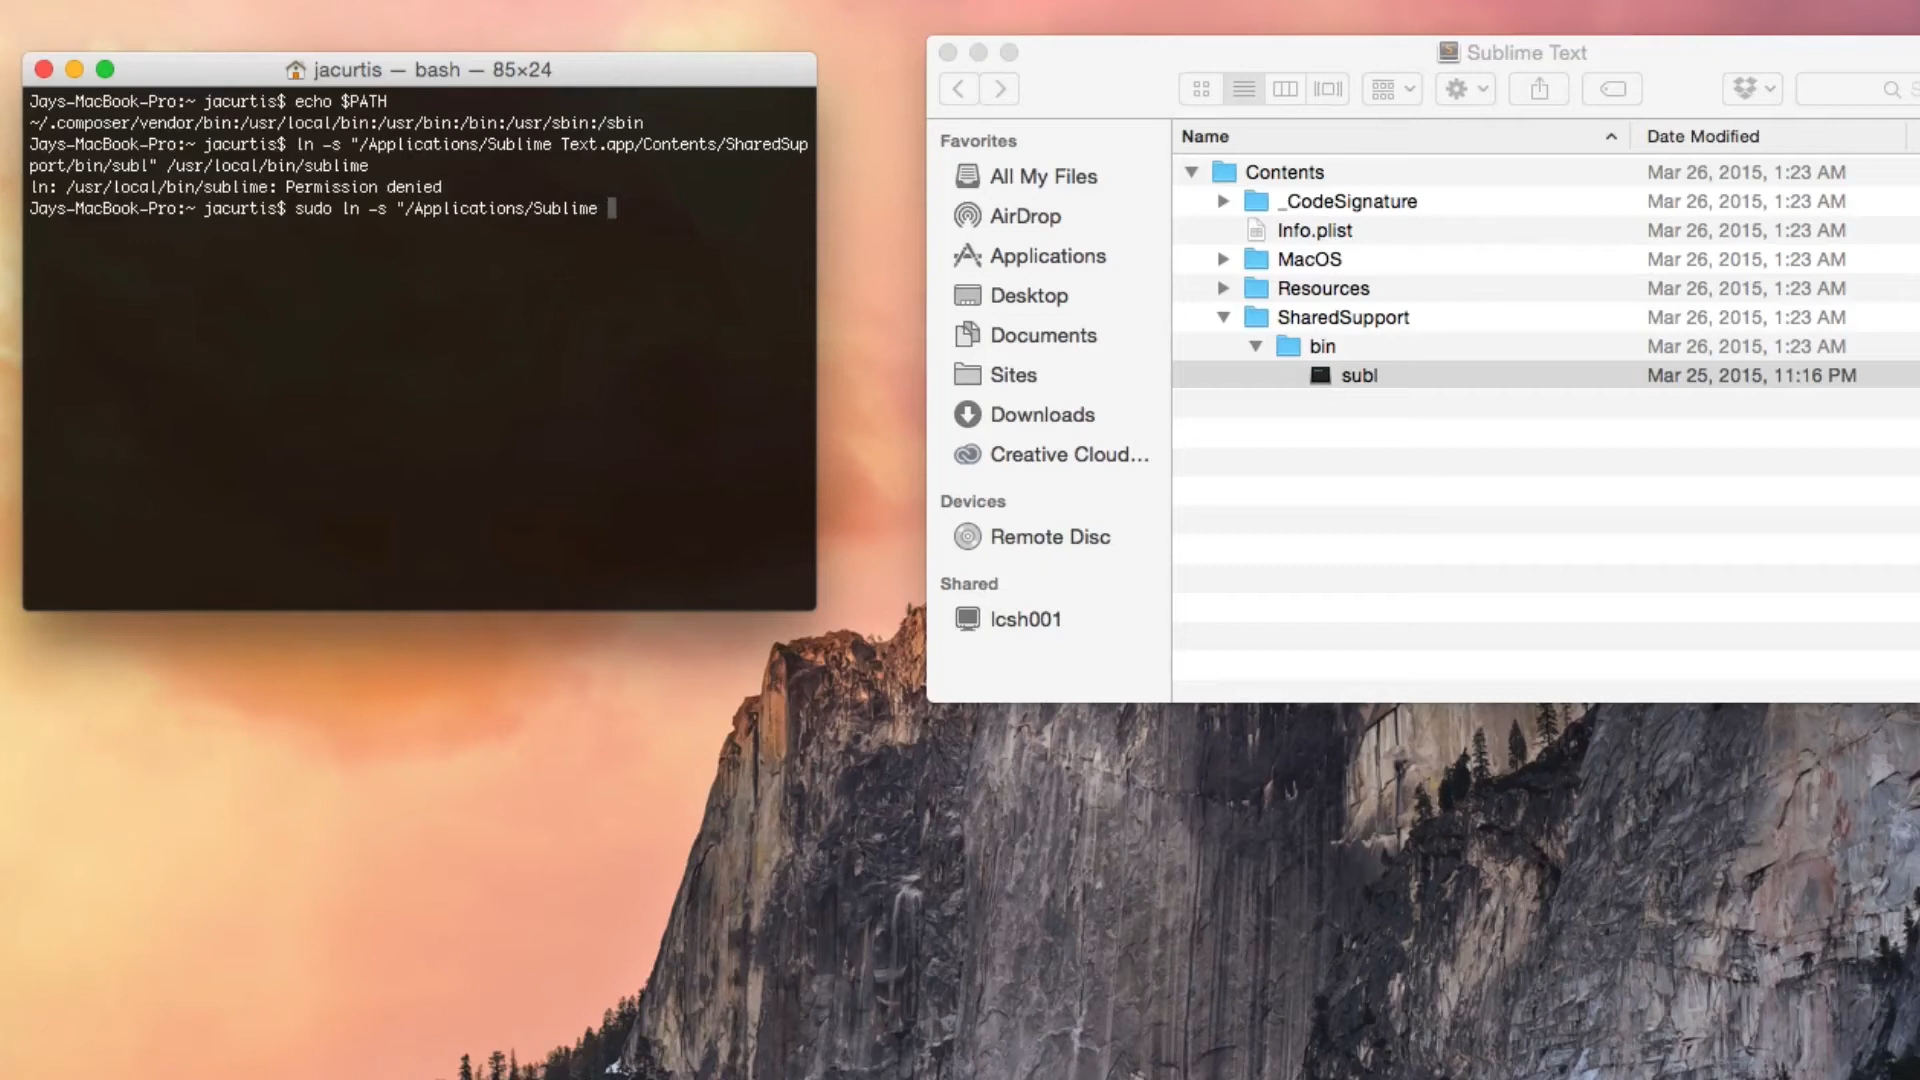 jacurtis — bash — 85×24
Jays-MacBook-Pro:~ jacurtis$ echo $PATH
~/.composer/vendor/bin:/usr/local/bin:/usr/bin:/bin:/usr/sbin:/sbin
Jays-MacBook-Pro:~ jacurtis$ ln -s "/Applications/Sublime Text.app/Contents/SharedSup
port/bin/subl" /usr/local/bin/sublime
ln: /usr/local/bin/sublime: Permission denied
Jays-MacBook-Pro:~ jacurtis$ sudo ln -s "/Applications/Sublime
Sublime Text
Favorites
All My Files
AirDrop
Applications
Desktop
Documents
Sites
Downloads
Creative Cloud...
Devices
Remote Disc
Shared
lcsh001
Name Date Modified
Contents Mar 26, 2015, 1:23 AM
_CodeSignature Mar 26, 2015, 1:23 AM
Info.plist Mar 26, 2015, 1:23 AM
MacOS Mar 26, 2015, 1:23 AM
Resources Mar 26, 2015, 1:23 AM
SharedSupport Mar 26, 2015, 1:23 AM
bin Mar 26, 2015, 1:23 AM
subl Mar 25, 2015, 11:16 PM